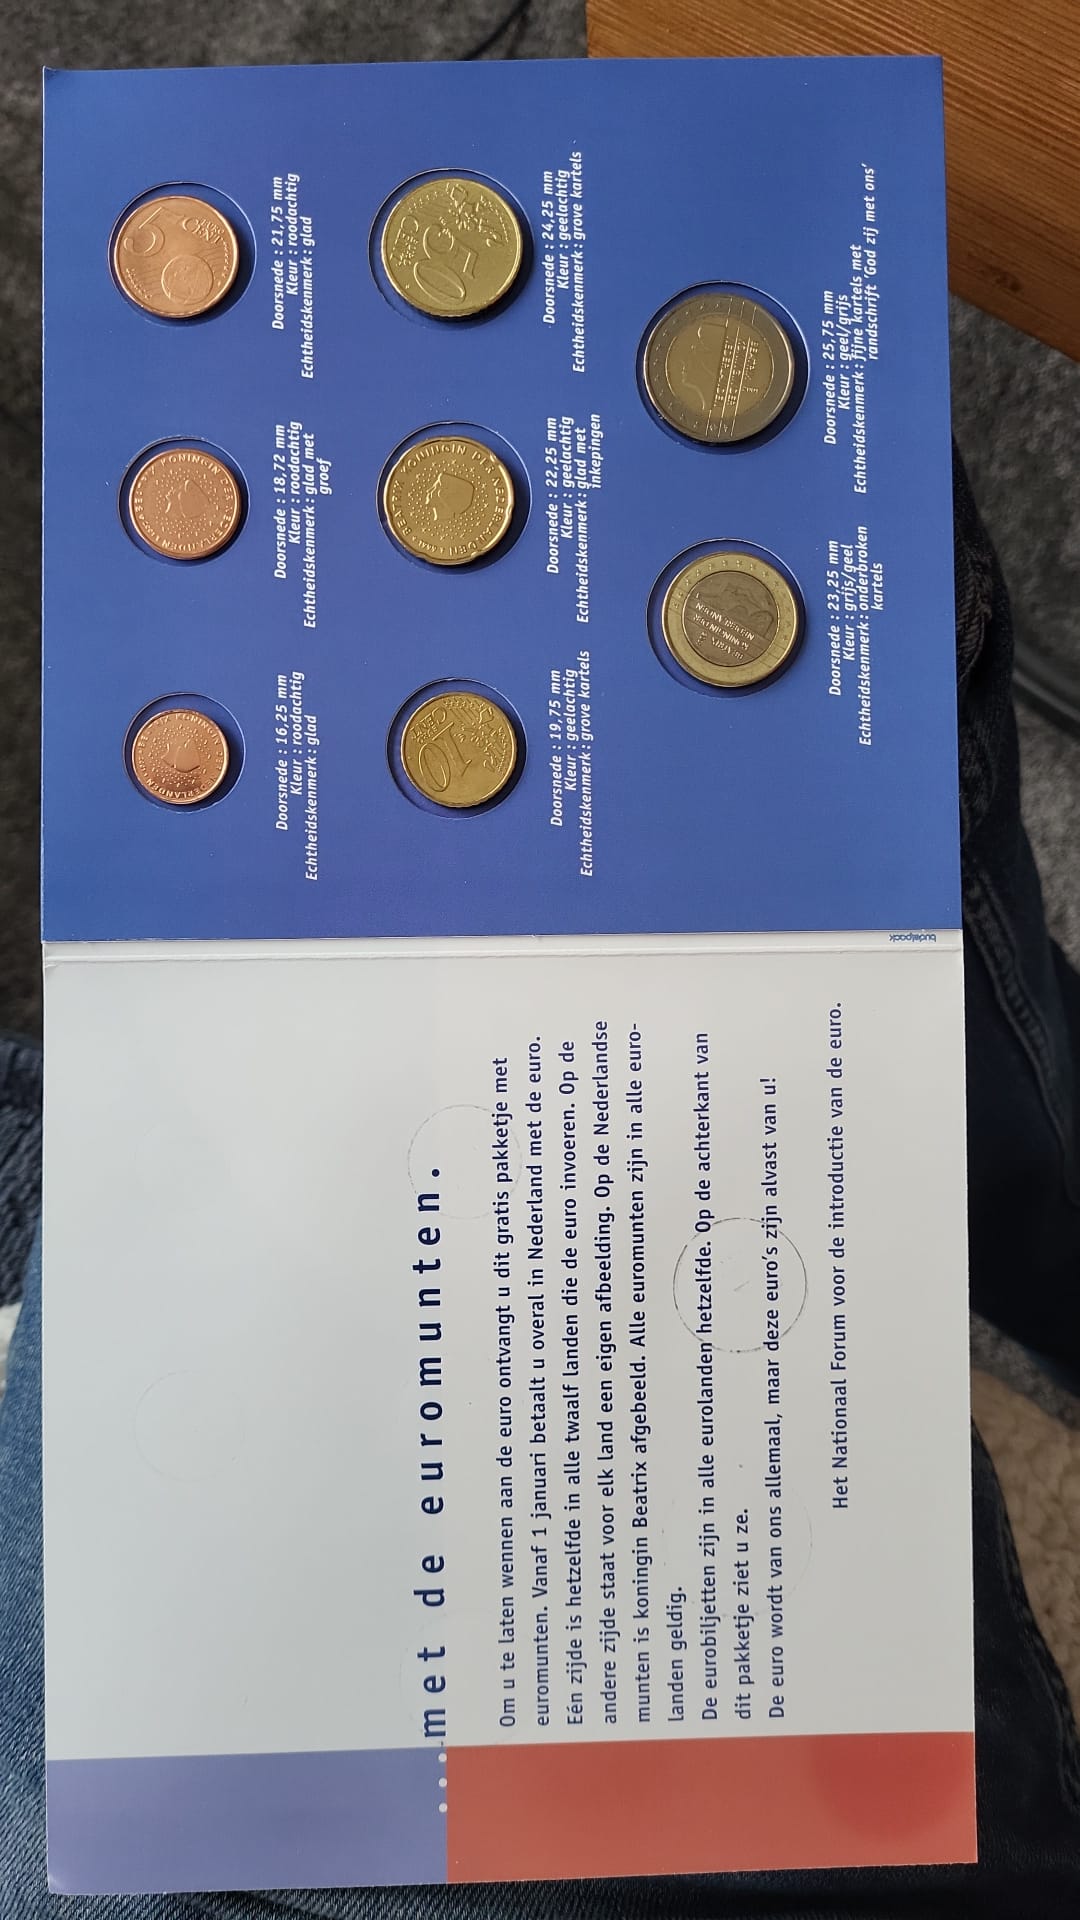 ...met de euromunten.
Om u te laten wennen aan de euro ontvangt u dit gratis pakketje met
euromunten. Vanaf 1 januari betaalt u overal in Nederland met de euro.
Eén zijde is hetzelfde in alle twaalf landen die de euro invoeren. Op de
andere zijde staat voor elk land een eigen afbeelding. Op de Nederlandse
munten is koningin Beatrix afgebeeld. Alle euromunten zijn in alle euro-
landen geldig.
De eurobiljetten zijn in alle eurolanden hetzelfde. Op de achterkant van
dit pakketje ziet u ze.
De euro wordt van ons allemaal, maar deze euro's zijn alvast van u!
Het Nationaal Forum voor de introductie van de euro.
budelpack
Doorsnede : 16,25 mm
Kleur : roodachtig
Echtheidskenmerk : glad
Doorsnede : 18,72 mm
Kleur : roodachtig
Echtheidskenmerk : glad met
groef
5
EURO
CENT
Doorsnede : 21,75 mm
Kleur : roodachtig
Echtheidskenmerk : glad
10
Doorsnede : 19,75 mm
Kleur : geelachtig
Echtheidskenmerk : grove kartels
BEATRIX KONINGIN DER NEDERLANDEN
Doorsnede : 22,25 mm
Kleur : geelachtig
Echtheidskenmerk : glad met
inkepingen
50
Doorsnede : 24,25 mm
Kleur : geelachtig
Echtheidskenmerk : grove kartels
Doorsnede : 23,25 mm
Kleur : grijs/geel
Echtheidskenmerk : onderbroken
kartels
Doorsnede : 25,75 mm
Kleur : geel/grijs
Echtheidskenmerk : fijne kartels met
randschrift 'God zij met ons'